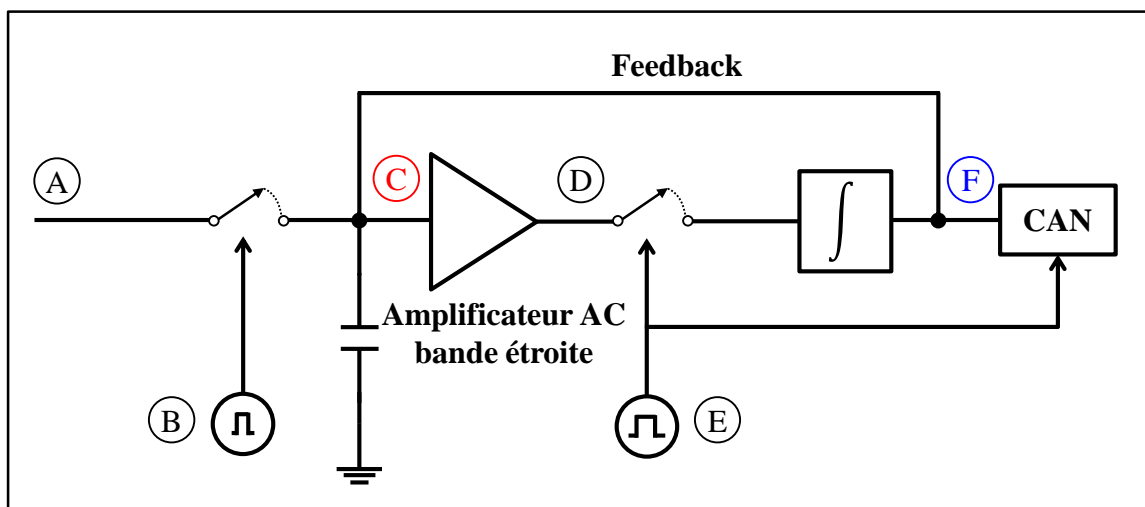 Feedback
A
C
D
F
∫
CAN
Amplificateur AC
bande étroite
B
E